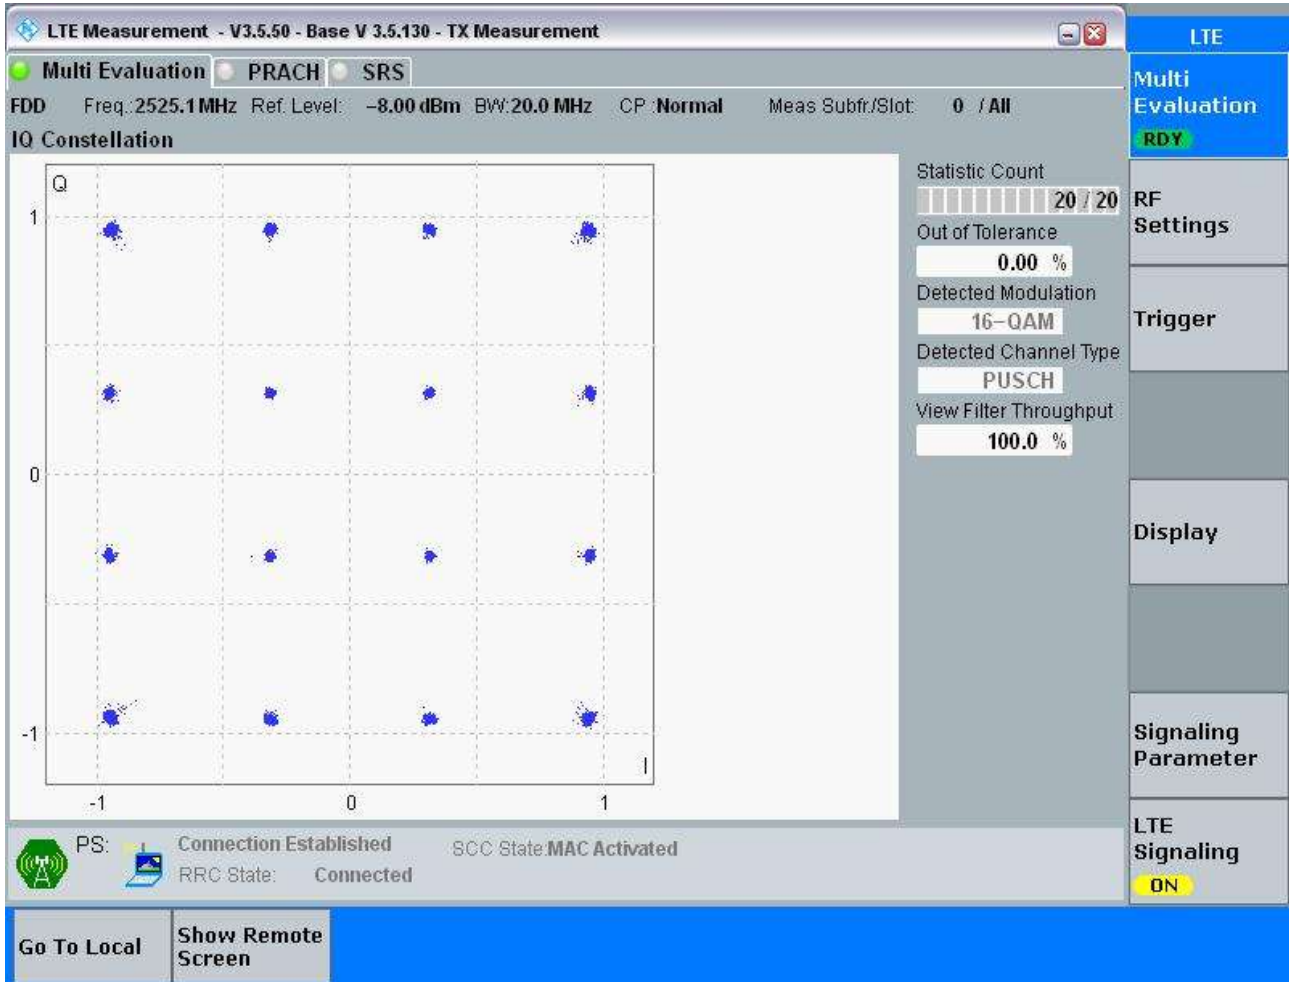 LTE Measurement - V3.5.50 - Base V 3.5.130 - TX Measurement
LTE
Multi Evaluation PRACH SRS
FDD Freq.:2525.1 MHz Ref. Level: -8.00 dBm BW:20.0 MHz CP :Normal Meas Subfr./Slot: 0 / All
IQ Constellation
Q
1
0
-1
I
-1 0 1
Statistic Count
20 / 20
Out of Tolerance
0.00 %
Detected Modulation
16-QAM
Detected Channel Type
PUSCH
View Filter Throughput
100.0 %
Multi
Evaluation
RDY
RF
Settings
Trigger
Display
Signaling
Parameter
LTE
Signaling
ON
PS: Connection Established SCC State:MAC Activated
RRC State: Connected
Go To Local
Show Remote
Screen